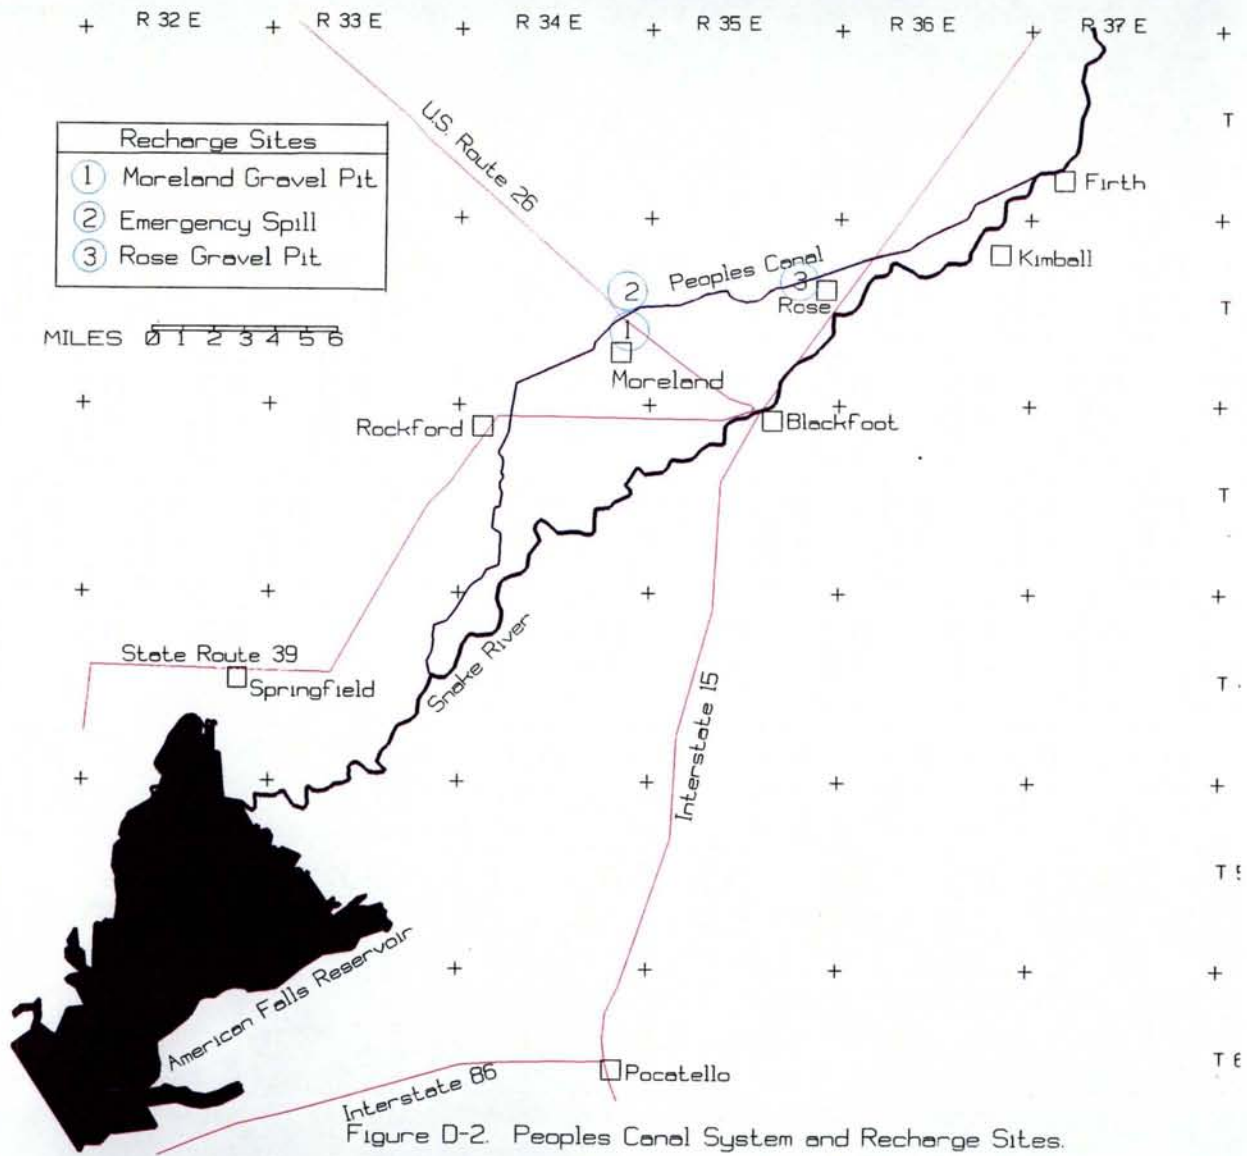 R 32 E R 33 E R 34 E R 35 E R 36 E R 37 E
U.S. Route 26
Recharge Sites
1 Moreland Gravel Pit
2 Emergency Spill
3 Rose Gravel Pit
MILES 0 1 2 3 4 5 6
T
Firth
Kimball
Peoples Canal
2
3
Rose
T
1
Moreland
Rockford
Blackfoot
T
State Route 39
Springfield
Snake River
Interstate 15
T
T 5
American Falls Reservoir
T 6
Interstate 86
Pocatello
Figure D-2. Peoples Canal System and Recharge Sites.